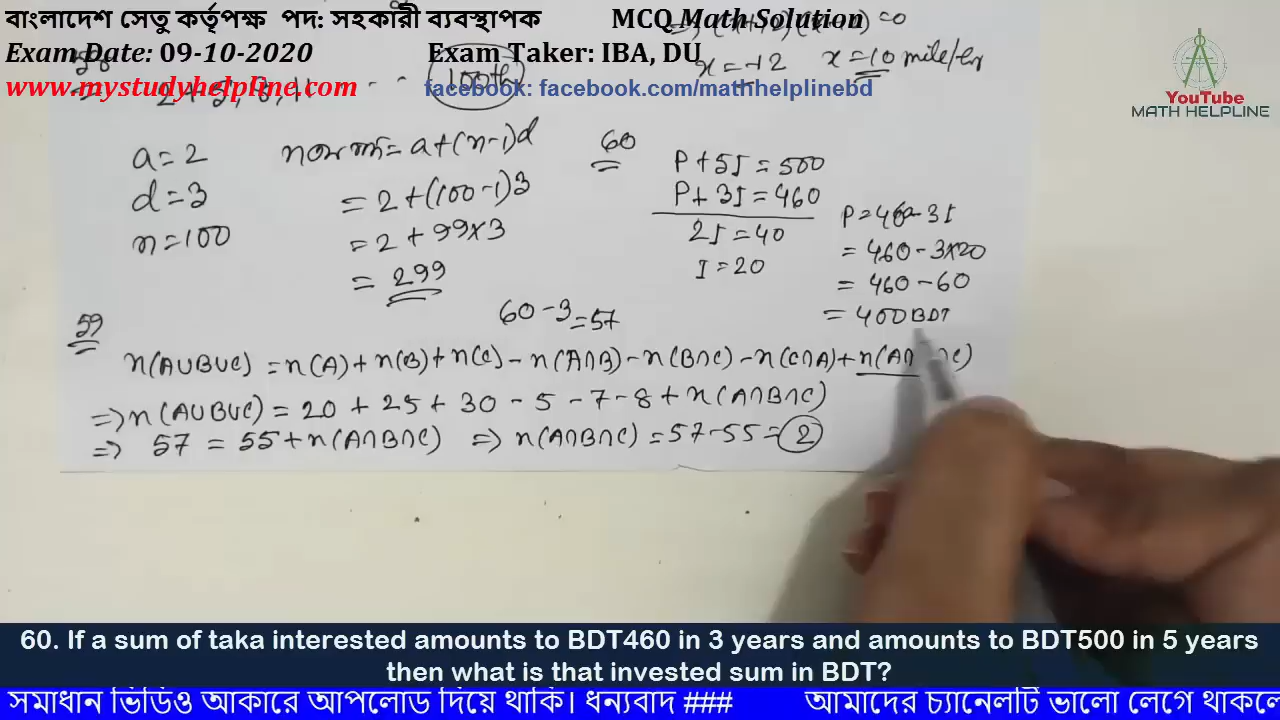 বাংলাদেশ সেতু কর্তৃপক্ষ পদ: সহকারী ব্যবস্থাপক MCQ Math Solution
Exam Date: 09-10-2020 Exam Taker: IBA, DU
www.mystudyhelpline.com facebook: facebook.com/mathhelplinebd
YouTube
MATH HELPLINE
x = -12 x = 10 mile/hr
100th
a = 2
d = 3
n = 100
= a + (n-1)d
= 2 + (100-1)3
= 2 + 99×3
= 299
60
P + 5I = 500
P + 3I = 460
2I = 40
I = 20
P = 460 - 3I
= 460 - 3×20
= 460 - 60
= 400 BDT
60 - 3 = 57
59
n(A∪B∪C) = n(A) + n(B) + n(C) - n(A∩B) - n(B∩C) - n(C∩A) + n(A∩ ∩C)
=> n(A∪B∪C) = 20 + 25 + 30 - 5 - 7 - 8 + n(A∩B∩C)
=> 57 = 55 + n(A∩B∩C) => n(A∩B∩C) = 57 - 55 = 2
60. If a sum of taka interested amounts to BDT460 in 3 years and amounts to BDT500 in 5 years
then what is that invested sum in BDT?
সমাধান ভিডিও আকারে আপলোড দিয়ে থাকি। ধন্যবাদ ### আমাদের চ্যানেলটি ভালো লেগে থাকলে